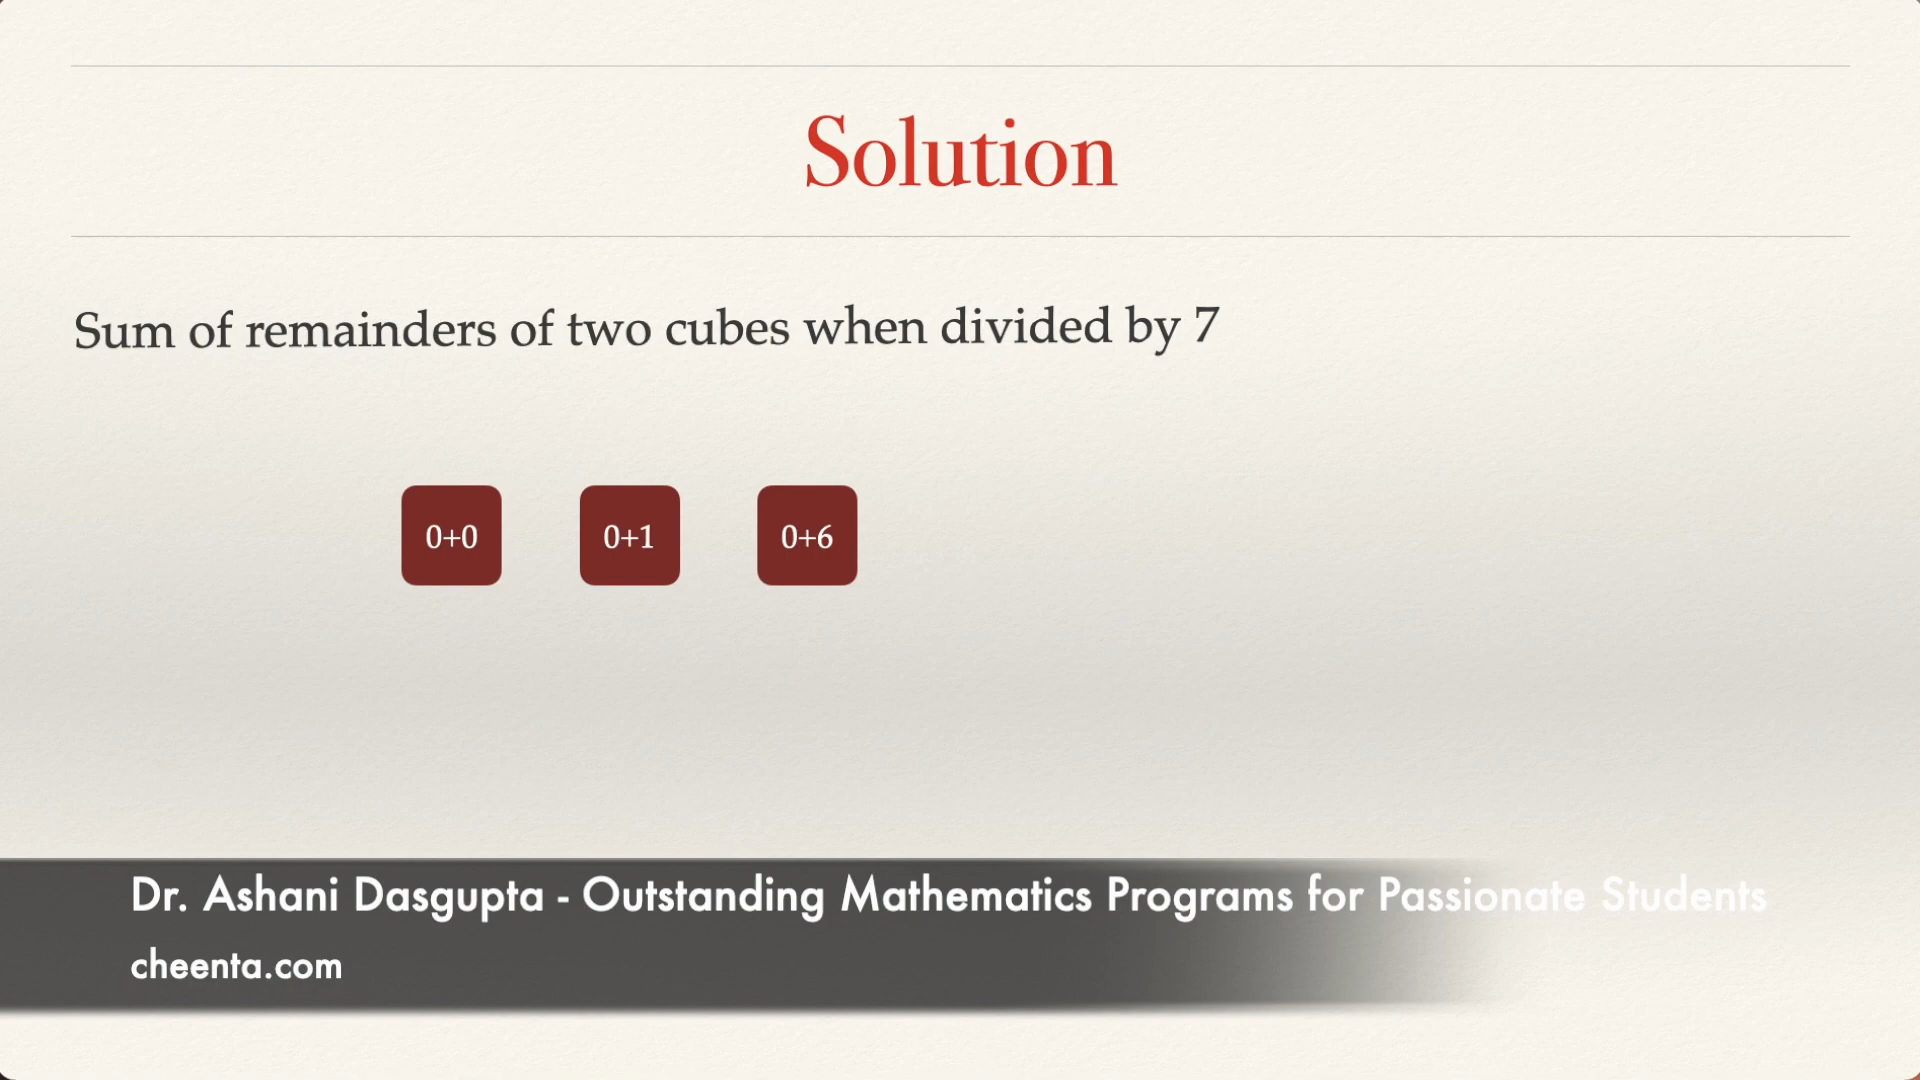 Solution
Sum of remainders of two cubes when divided by 7
0+0 0+1 0+6
Dr. Ashani Dasgupta - Outstanding Mathematics Programs for Passionate Students
cheenta.com